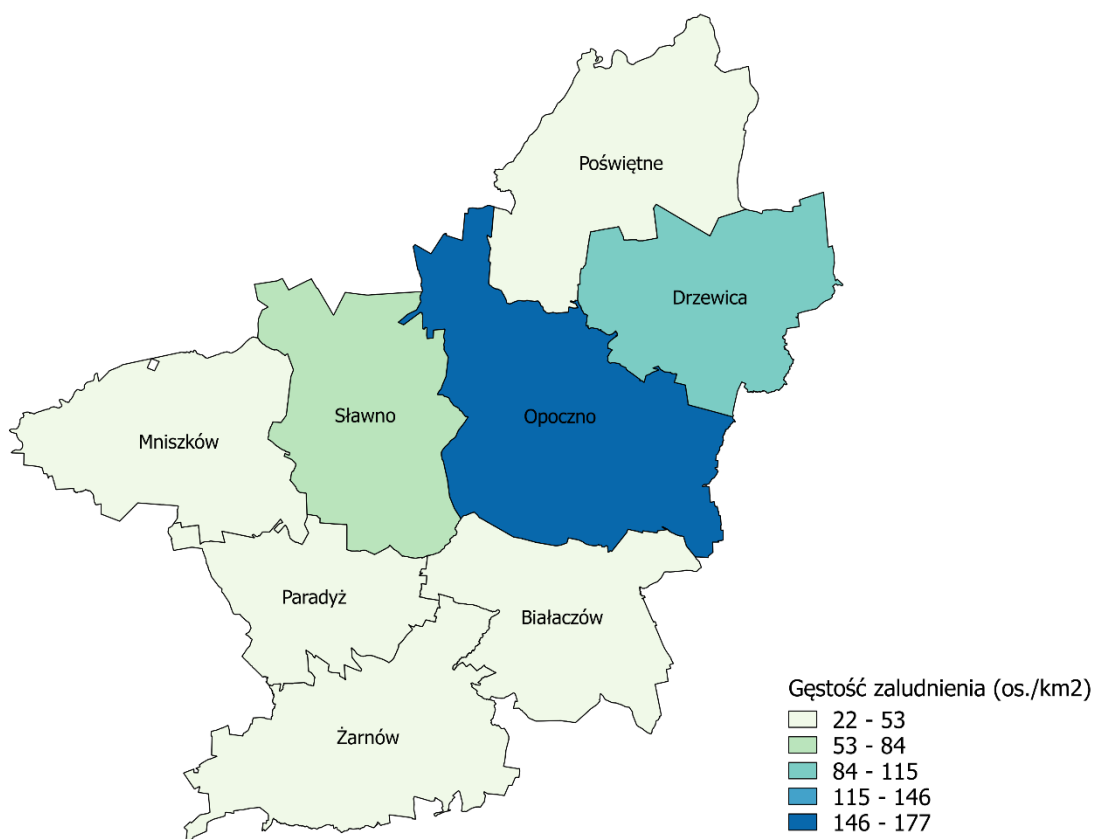 Poświętne
Drzewica
Sławno
Opoczno
Mniszków
Paradyż
Białaczów
Żarnów
Gęstość zaludnienia (os./km2)
22 - 53
53 - 84
84 - 115
115 - 146
146 - 177